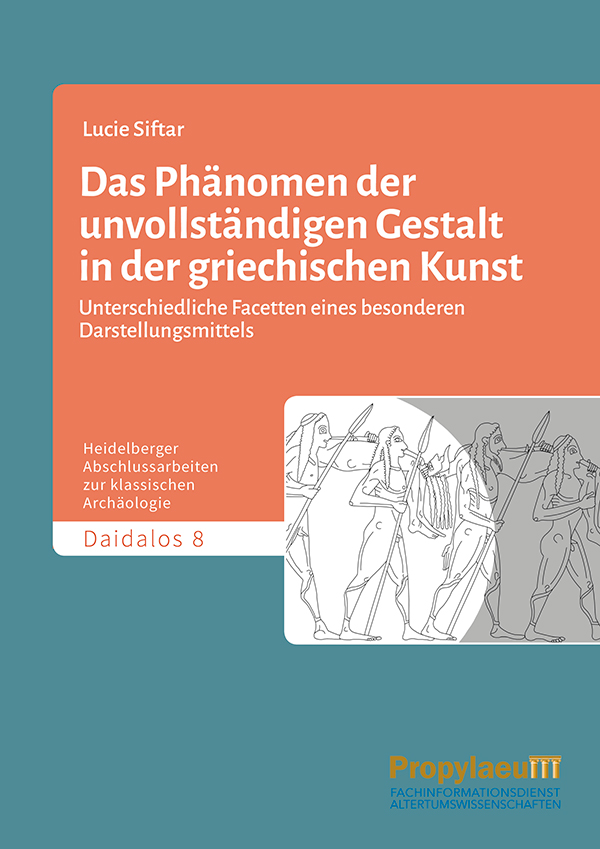 Lucie Siftar
Das Phänomen der
unvollständigen Gestalt
in der griechischen Kunst
Unterschiedliche Facetten eines besonderen
Darstellungsmittels
Heidelberger
Abschlussarbeiten
zur klassischen
Archäologie
Daidalos 8
Propylaeum
FACHINFORMATIONSDIENST
ALTERTUMSWISSENSCHAFTEN